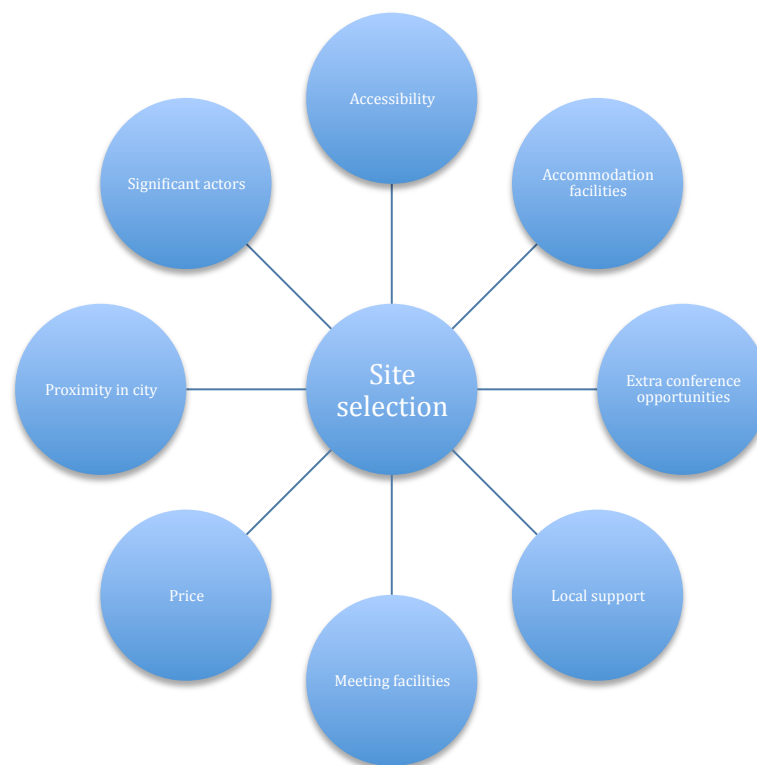 Accessibility
Significant actors
Accommodation
facilities
Site
selection
Proximity in city
Extra conference
opportunities
Price
Local support
Meeting facilities